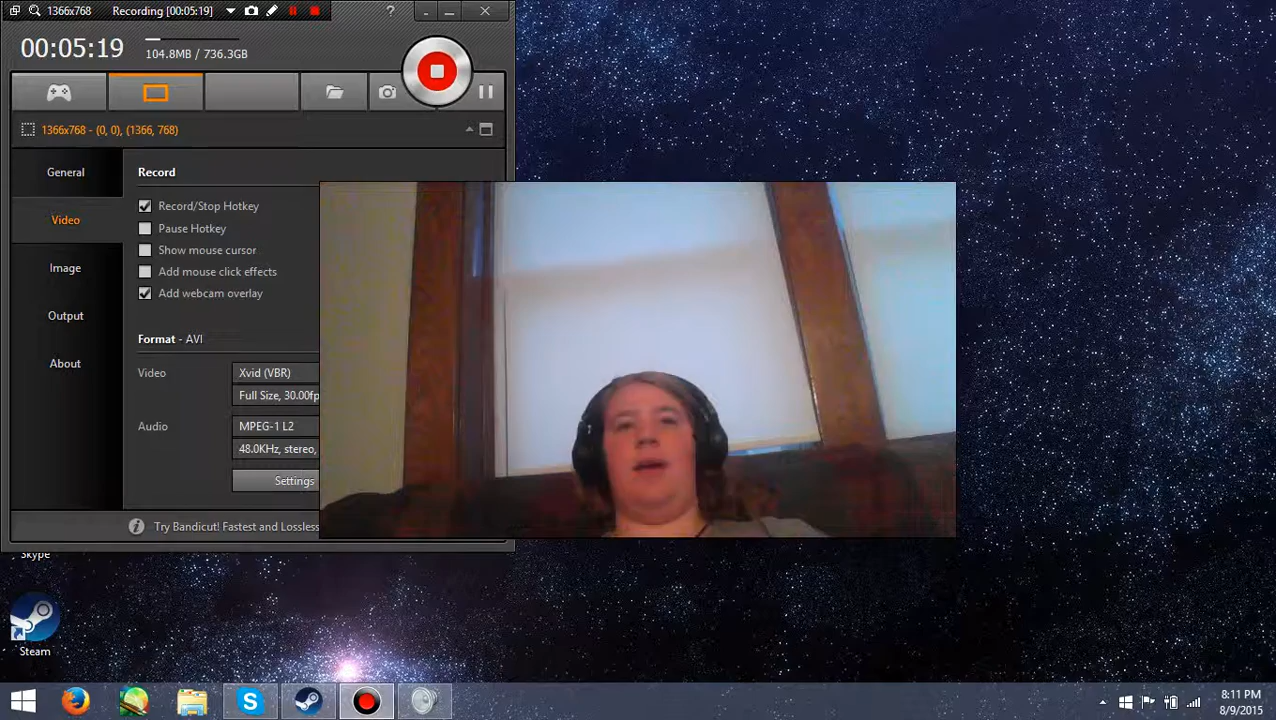 1366x768 Recording [00:05:19]
00:05:19
104.8MB / 736.3GB
1366x768 - (0, 0), (1366, 768)
General
Video
Image
Output
About
Record
Record/Stop Hotkey
Pause Hotkey
Show mouse cursor
Add mouse click effects
Add webcam overlay
Format - AVI
Video
Xvid (VBR)
Full Size, 30.00fp
Audio
MPEG-1 L2
48.0KHz, stereo,
Settings
Try Bandicut! Fastest and Lossless
Skype
Steam
8:11 PM
8/9/2015